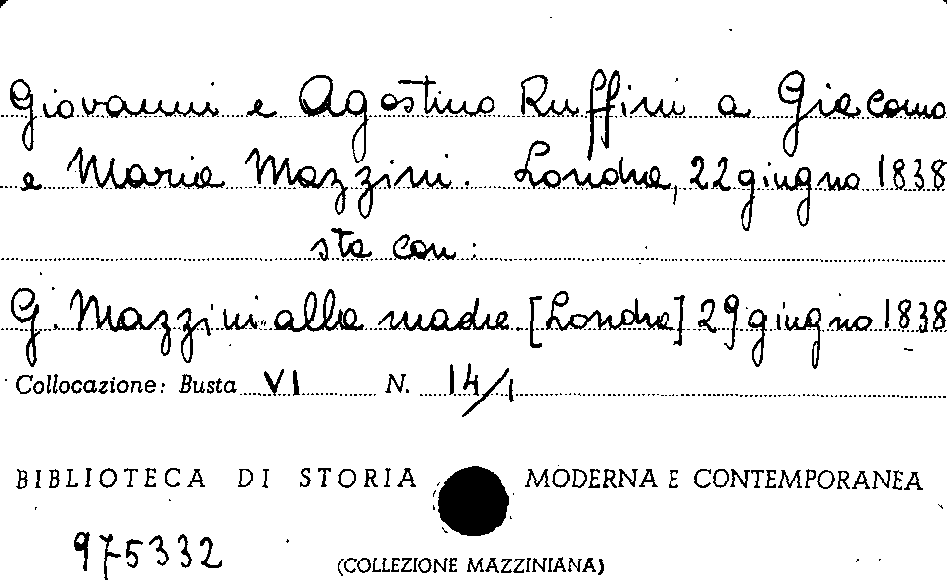 Giovanni e Agostino Ruffini a Giacomo
e Maria Mazzini. Londra, 22 giugno 1838
sta con:
G. Mazzini alla madre [Londra] 29 giugno 1838
Collocazione: Busta VI N. 14/1
BIBLIOTECA DI STORIA MODERNA E CONTEMPORANEA
975332
(COLLEZIONE MAZZINIANA)